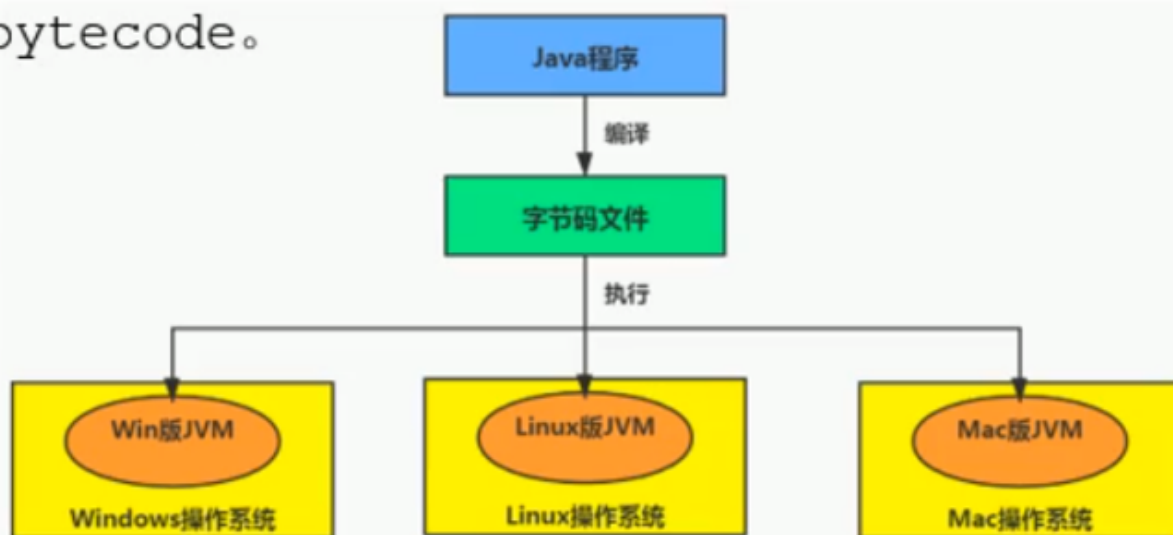 bytecode。
Java程序
编译
字节码文件
执行
Win版JVM
Linux版JVM
Mac版JVM
Windows操作系统
Linux操作系统
Mac操作系统